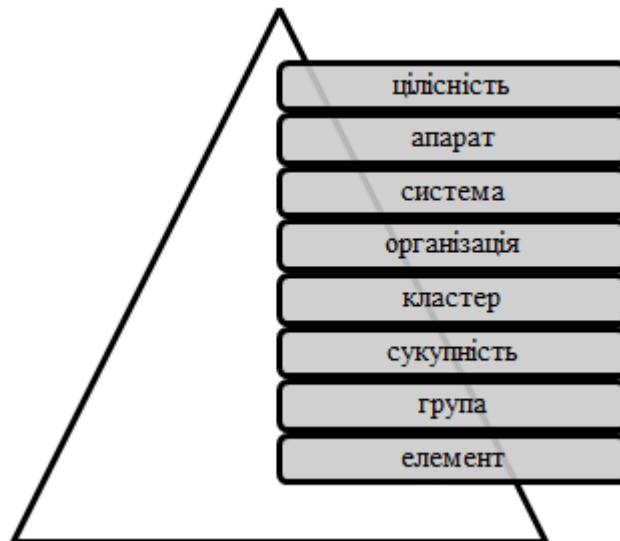 цілісність
апарат
система
організація
кластер
сукупність
група
елемент